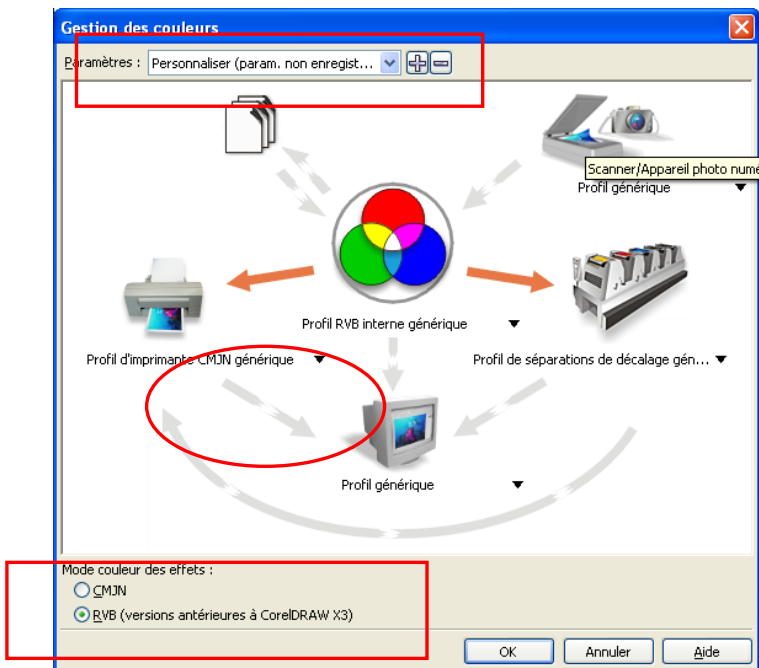 Gestion des couleurs
Paramètres : Personnaliser (param. non enregist...
Scanner/Appareil photo numé
Profil générique
Profil RVB interne générique
Profil d'imprimante CMJN générique
Profil de séparations de décalage gén...
Profil générique
Mode couleur des effets :
CMJN
RVB (versions antérieures à CorelDRAW X3)
OK Annuler Aide